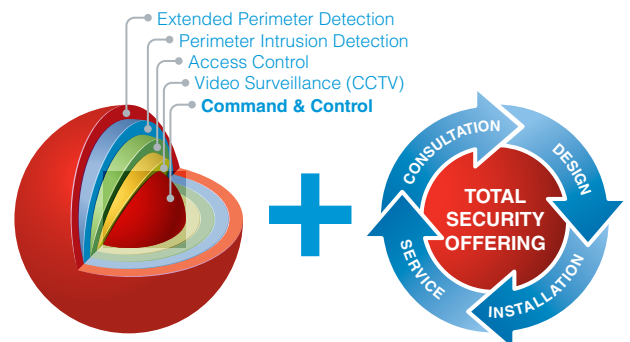 Extended Perimeter Detection
Perimeter Intrusion Detection
Access Control
Video Surveillance (CCTV)
Command & Control
CONSULTATION
DESIGN
INSTALLATION
SERVICE
TOTAL
SECURITY
OFFERING